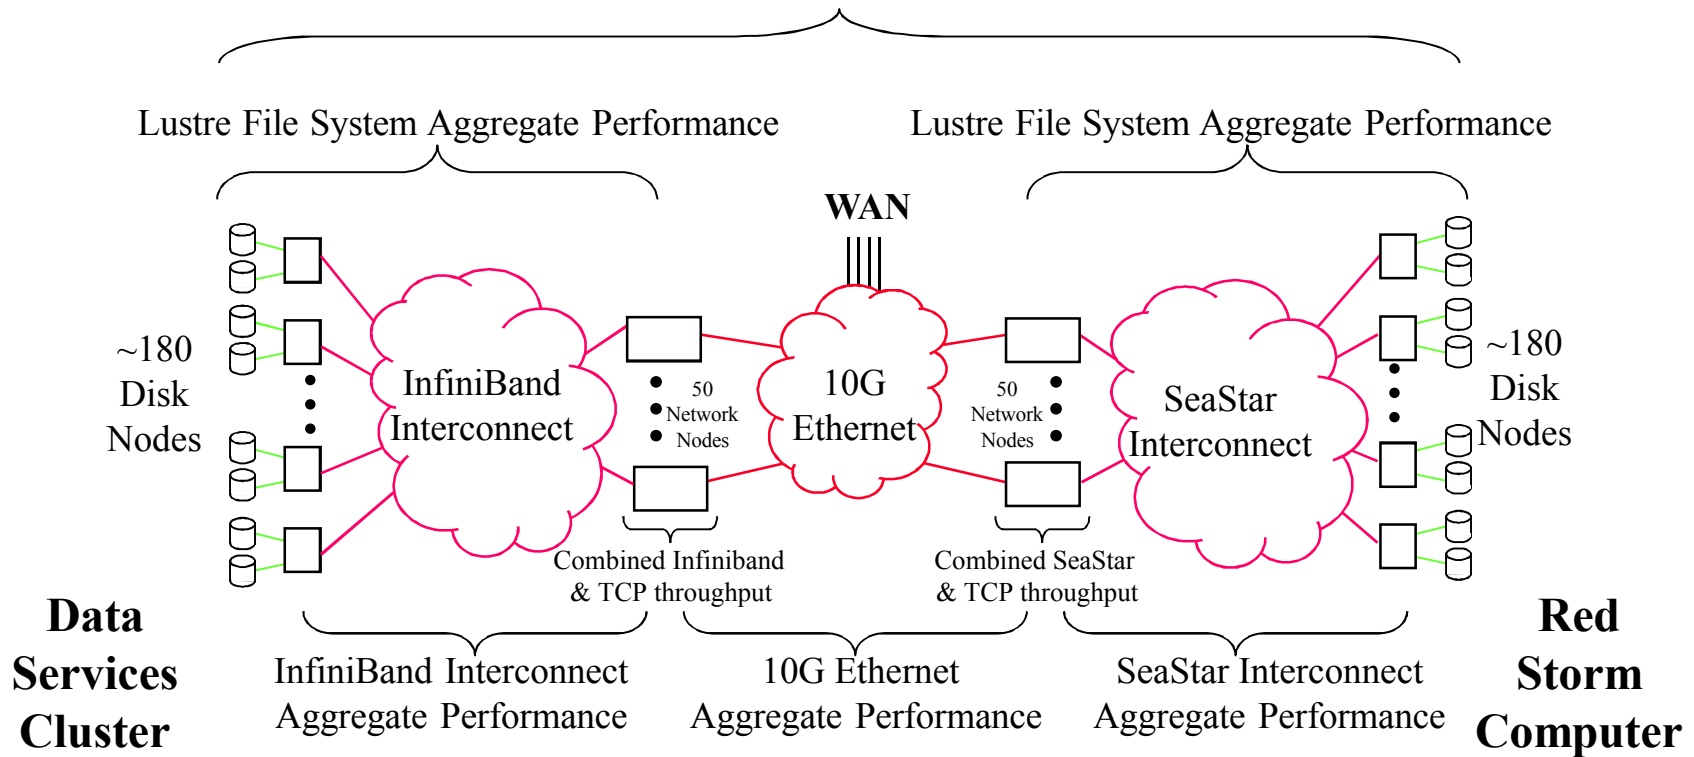 Lustre File System Aggregate Performance
Lustre File System Aggregate Performance
WAN
~180
Disk
Nodes
InfiniBand
Interconnect
50
Network
Nodes
10G
Ethernet
50
Network
Nodes
SeaStar
Interconnect
~180
Disk
Nodes
Combined Infiniband
& TCP throughput
Combined SeaStar
& TCP throughput
Data
Services
Cluster
InfiniBand Interconnect
Aggregate Performance
10G Ethernet
Aggregate Performance
SeaStar Interconnect
Aggregate Performance
Red
Storm
Computer